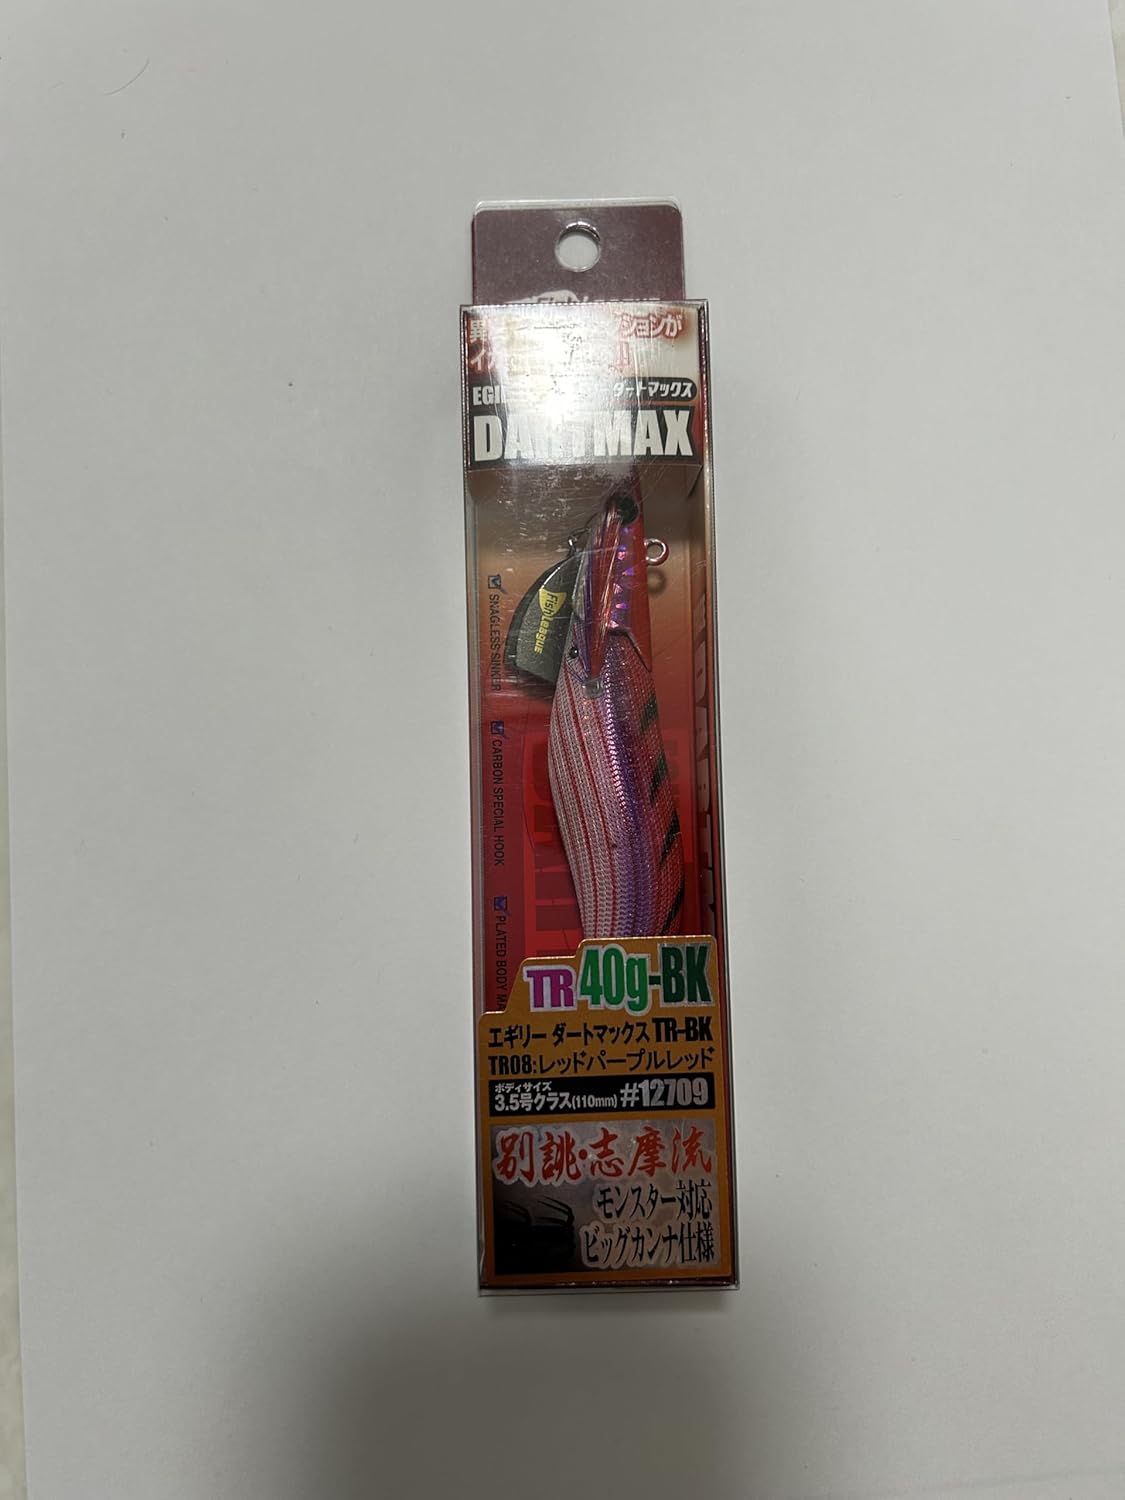 ションが
ダートマックス
DARTMAX
Fish League
SNAGLESS SINKER
CARBON SPECIAL HOOK
PLATED BODY
TR 40g-BK
エギリー ダートマックス TR-BK
TR08:レッドパープルレッド
ボディサイズ
3.5号クラス(110mm) #12709
別誂・志摩流
モンスター対応
ビッグカンナ仕様